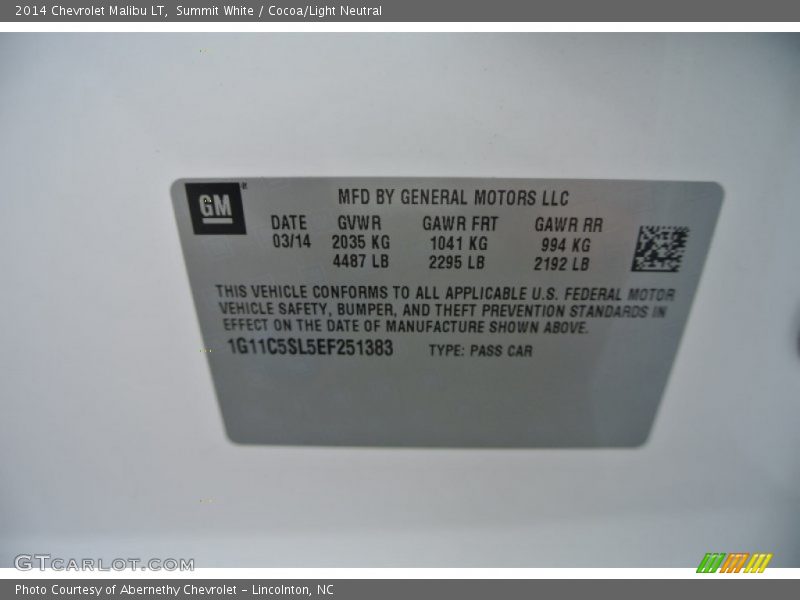 2014 Chevrolet Malibu LT, Summit White / Cocoa/Light Neutral
GM®
MFD BY GENERAL MOTORS LLC
DATE GVWR GAWR FRT GAWR RR
03/14 2035 KG 1041 KG 994 KG
4487 LB 2295 LB 2192 LB
THIS VEHICLE CONFORMS TO ALL APPLICABLE U.S. FEDERAL MOTOR
VEHICLE SAFETY, BUMPER, AND THEFT PREVENTION STANDARDS IN
EFFECT ON THE DATE OF MANUFACTURE SHOWN ABOVE.
1G11C5SL5EF251383 TYPE: PASS CAR
GTCARLOT.COM
Photo Courtesy of Abernethy Chevrolet – Lincolnton, NC